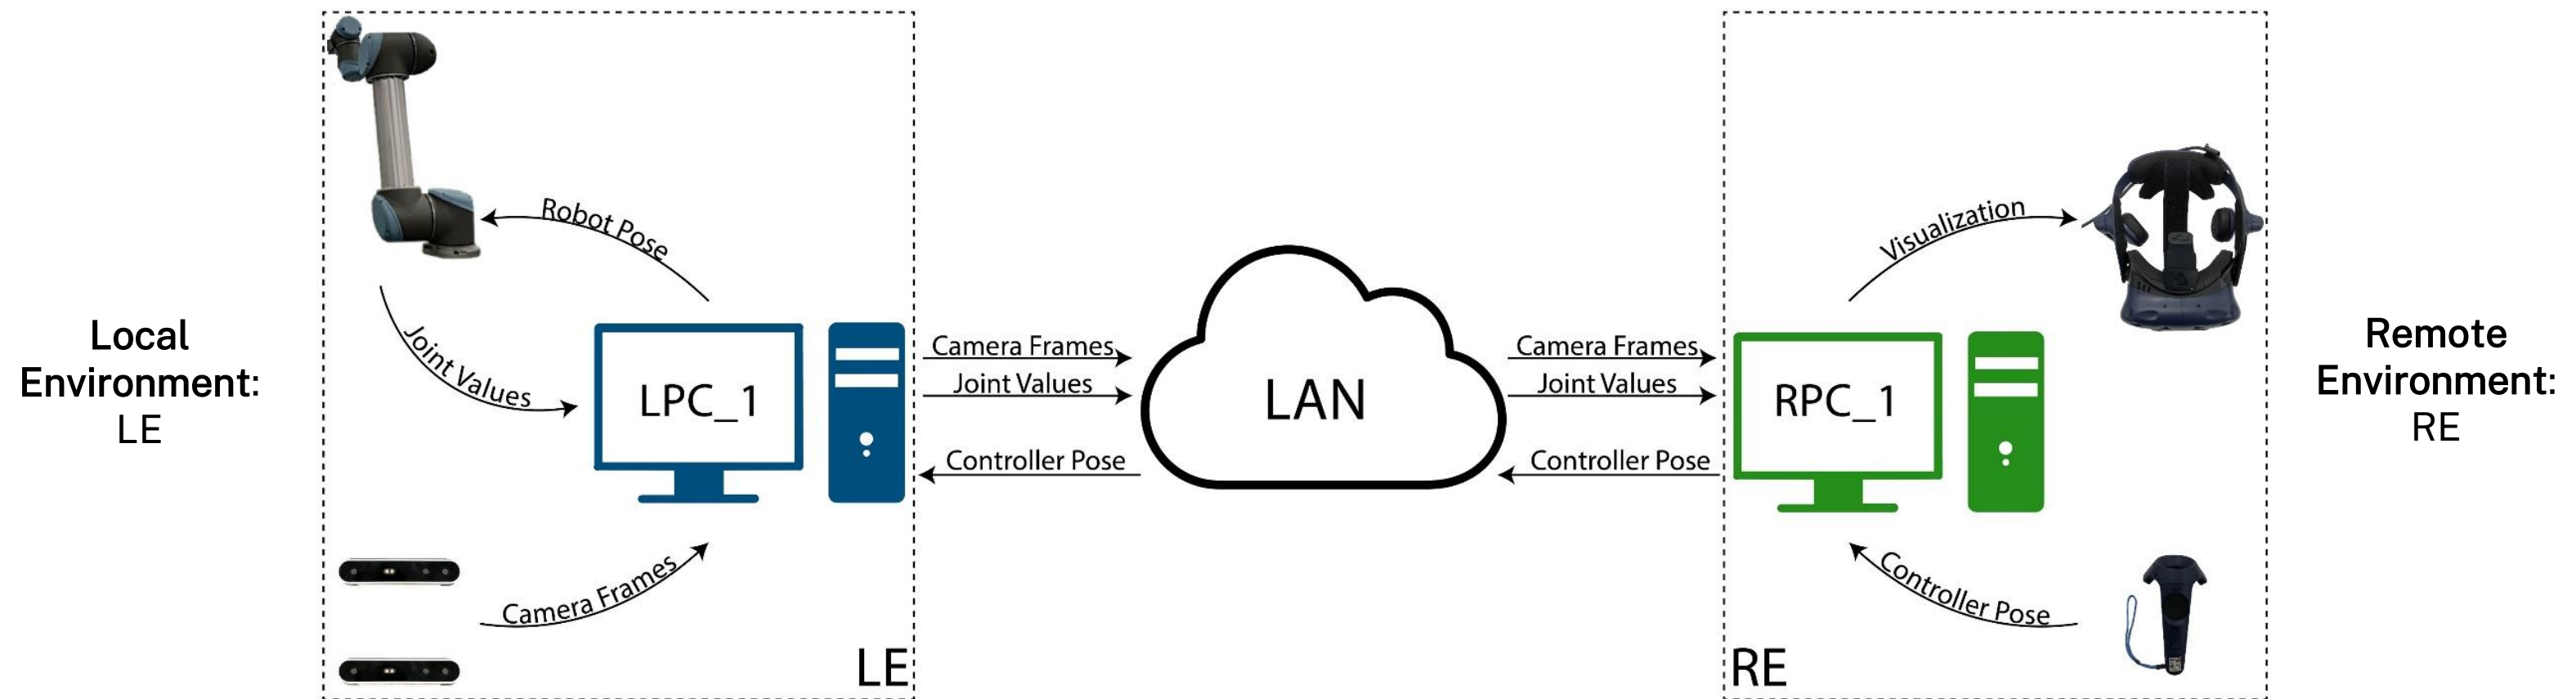 Local
Environment:
LE
Robot Pose
Joint Values
LPC_1
Camera Frames
LE
Camera Frames
Joint Values
Controller Pose
LAN
Camera Frames
Joint Values
Controller Pose
Visualization
RPC_1
Controller Pose
RE
Remote
Environment:
RE